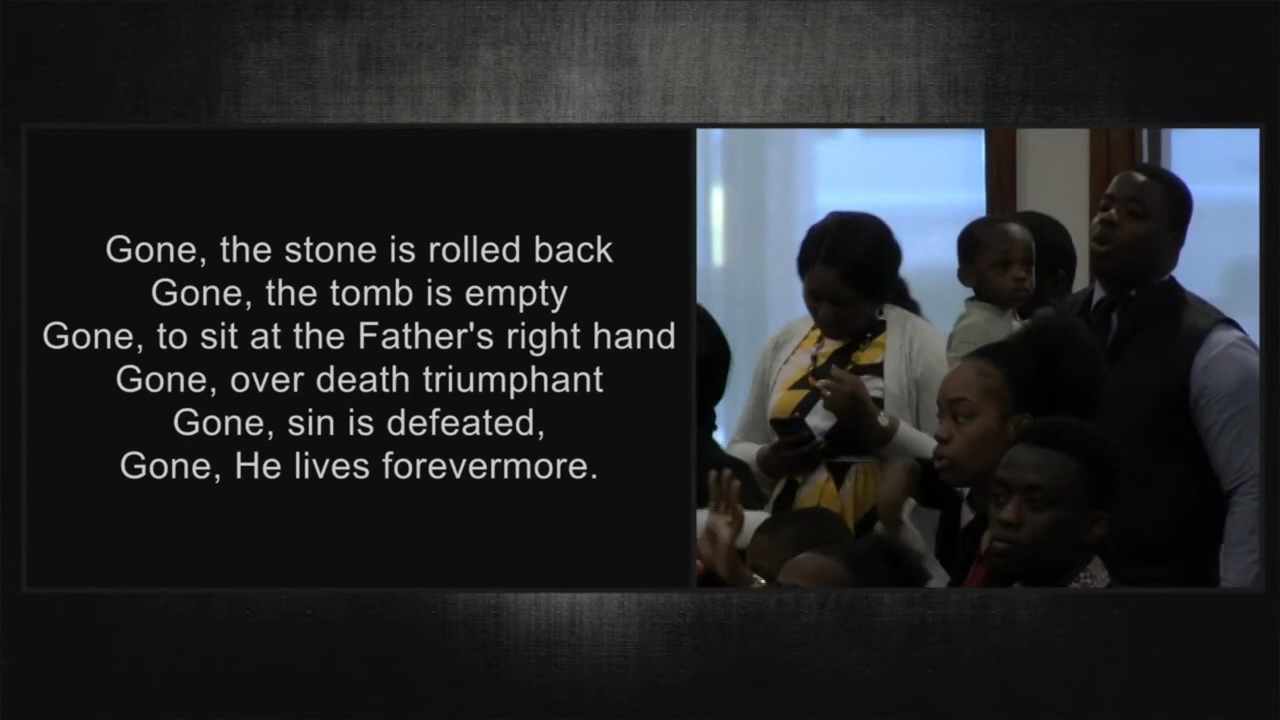 Gone, the stone is rolled back
Gone, the tomb is empty
Gone, to sit at the Father's right hand
Gone, over death triumphant
Gone, sin is defeated,
Gone, He lives forevermore.